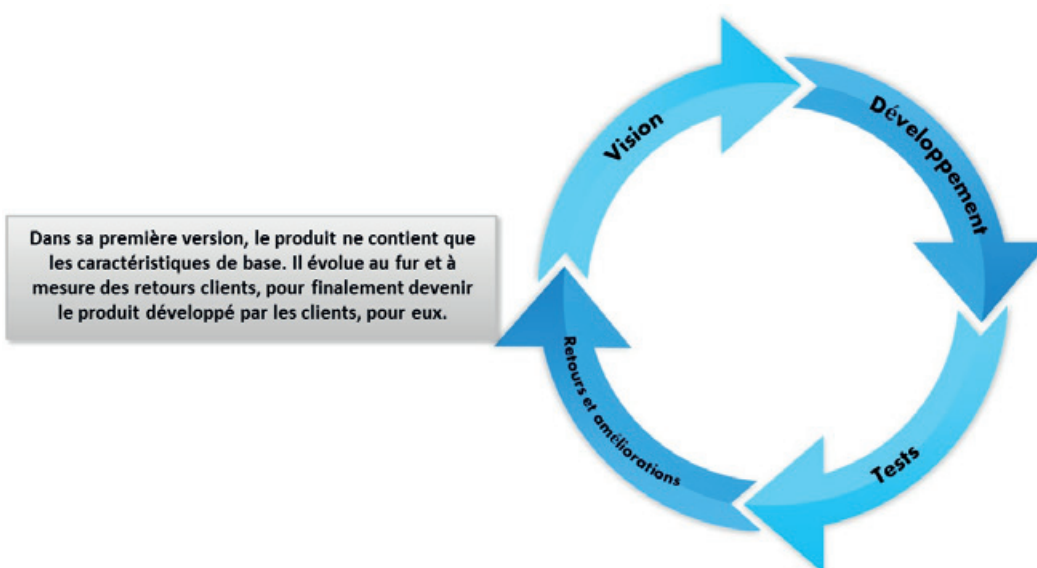 Vision
Développement
Dans sa première version, le produit ne contient que
les caractéristiques de base. Il évolue au fur et à
mesure des retours clients, pour finalement devenir
le produit développé par les clients, pour eux.
Retours et améliorations
Tests